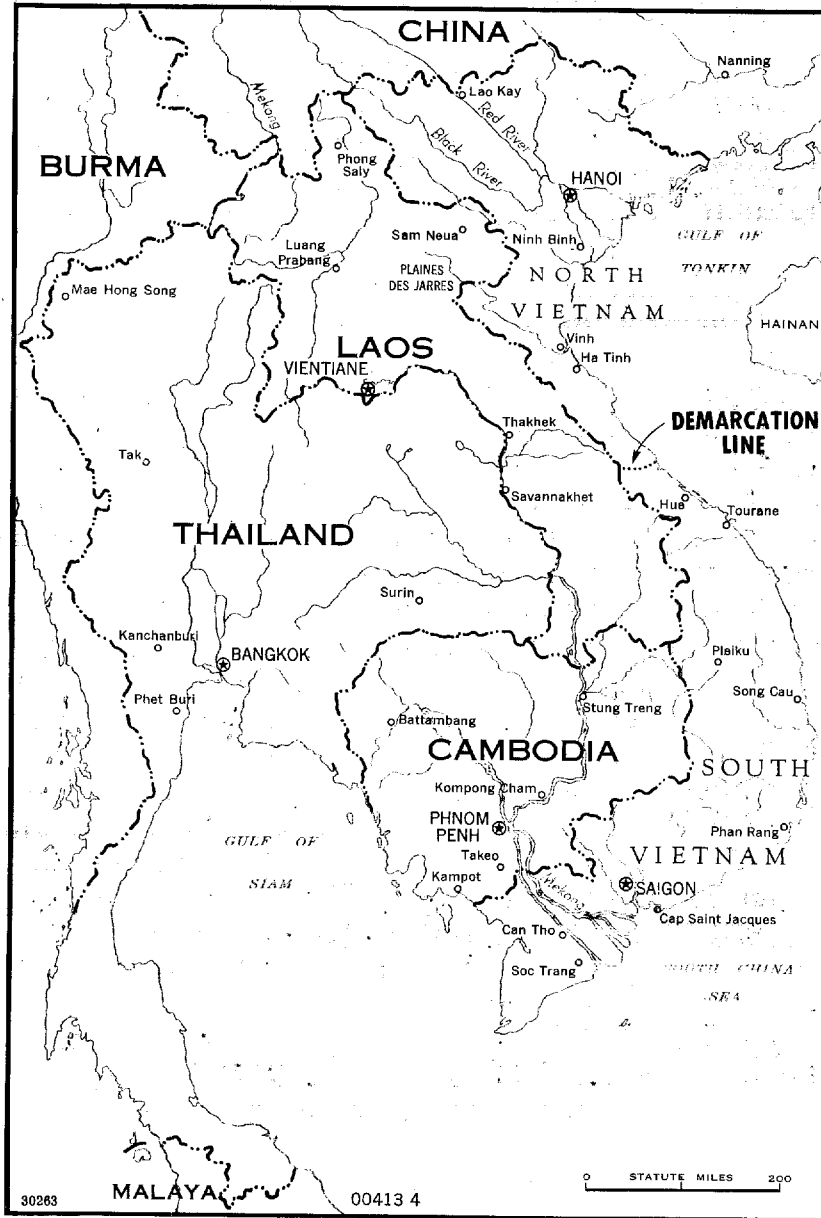 CHINA
Nanning
Lao Kay
Mekong
Red River
Black River
BURMA
Phong
Saly
HANOI
Sam Neua
Ninh Binh
GULF OF
TONKIN
Luang
Prabang
PLAINES
DES JARRES
NORTH
VIETNAM
Mae Hong Song
HAINAN
LAOS
Vinh
Ha Tinh
VIENTIANE
Thakhek
DEMARCATION
LINE
Tak
Savannakhet
Hue
Tourane
THAILAND
Surin
Kanchanburi
BANGKOK
Pleiku
Phet Buri
Stung Treng
Song Cau
Battambang
CAMBODIA
SOUTH
VIETNAM
Kompong Cham
PHNOM
PENH
Phan Rang
GULF OF
SIAM
Takeo
Kampot
Mekong
SAIGON
Cap Saint Jacques
Can Tho
Soc Trang
SOUTH CHINA
SEA
MALAYA
30263
00413 4
0 STATUTE MILES 200